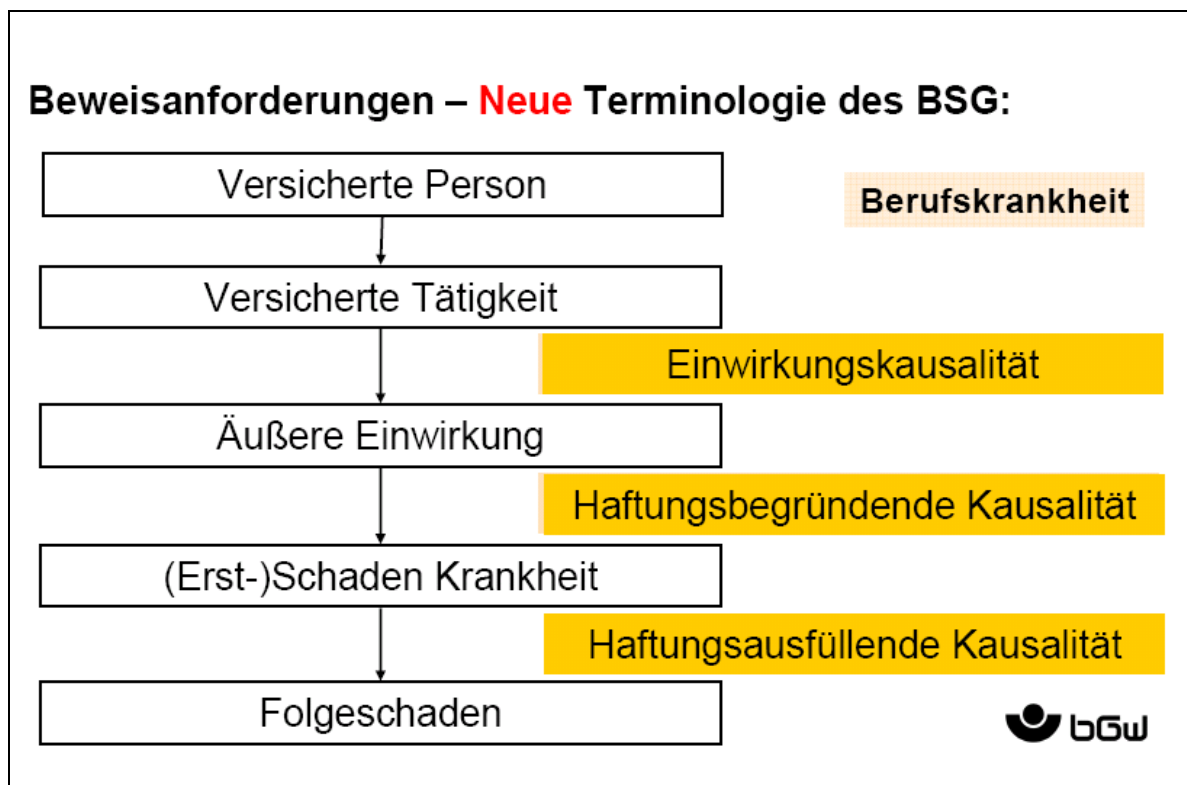 Beweisanforderungen – Neue Terminologie des BSG:
Versicherte Person
Berufskrankheit
Versicherte Tätigkeit
Einwirkungskausalität
Äußere Einwirkung
Haftungsbegründende Kausalität
(Erst-)Schaden Krankheit
Haftungsausfüllende Kausalität
Folgeschaden
bGw